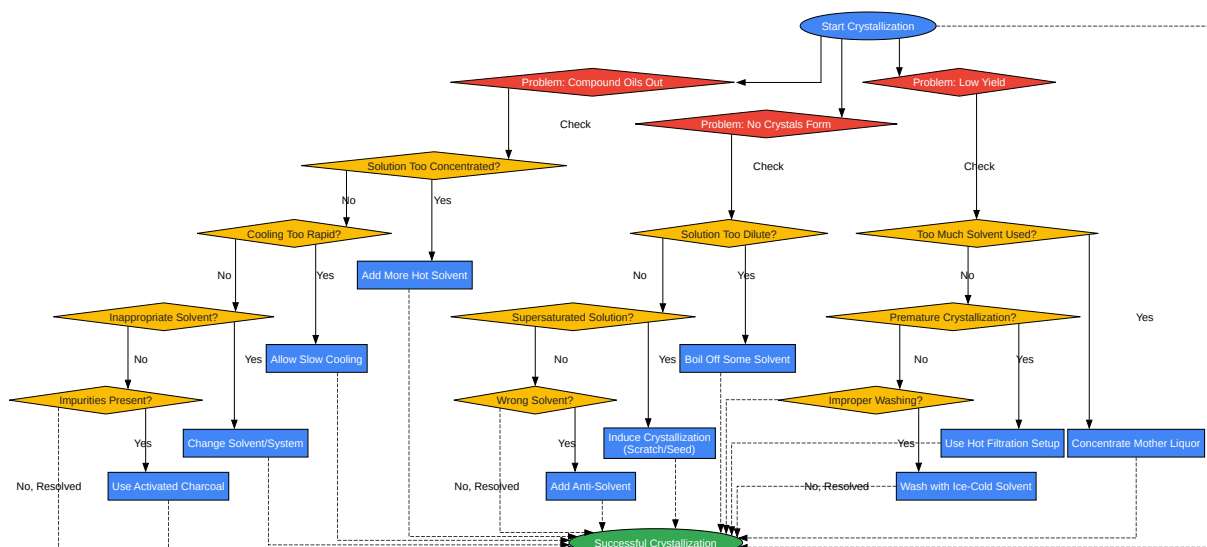 Start Crystallization
Problem: Compound Oils Out
Problem: Low Yield
Check
Problem: No Crystals Form
Solution Too Concentrated?
Check
Check
No
Yes
Cooling Too Rapid?
Solution Too Dilute?
Too Much Solvent Used?
No
Yes
Add More Hot Solvent
No
Yes
No
Inappropriate Solvent?
Supersaturated Solution?
Premature Crystallization?
Yes
No
Yes
Allow Slow Cooling
No
Yes
Boil Off Some Solvent
No
Yes
Impurities Present?
Wrong Solvent?
Improper Washing?
Yes
Change Solvent/System
Yes
Induce Crystallization
(Scratch/Seed)
Yes
Use Hot Filtration Setup
Concentrate Mother Liquor
No, Resolved
Use Activated Charcoal
No, Resolved
Add Anti-Solvent
No, Resolved
Wash with Ice-Cold Solvent
Successful Crystallization